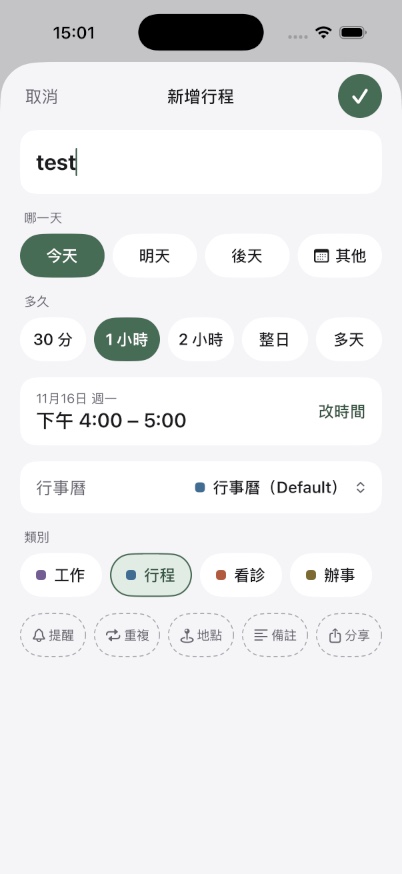 15:01
取消 新增行程
test
哪一天
今天 明天 後天 其他
多久
30 分 1 小時 2 小時 整日 多天
11月16日 週一
下午 4:00 – 5:00 改時間
行事曆 行事曆（Default）
類別
工作 行程 看診 辦事
提醒 重複 地點 備註 分享